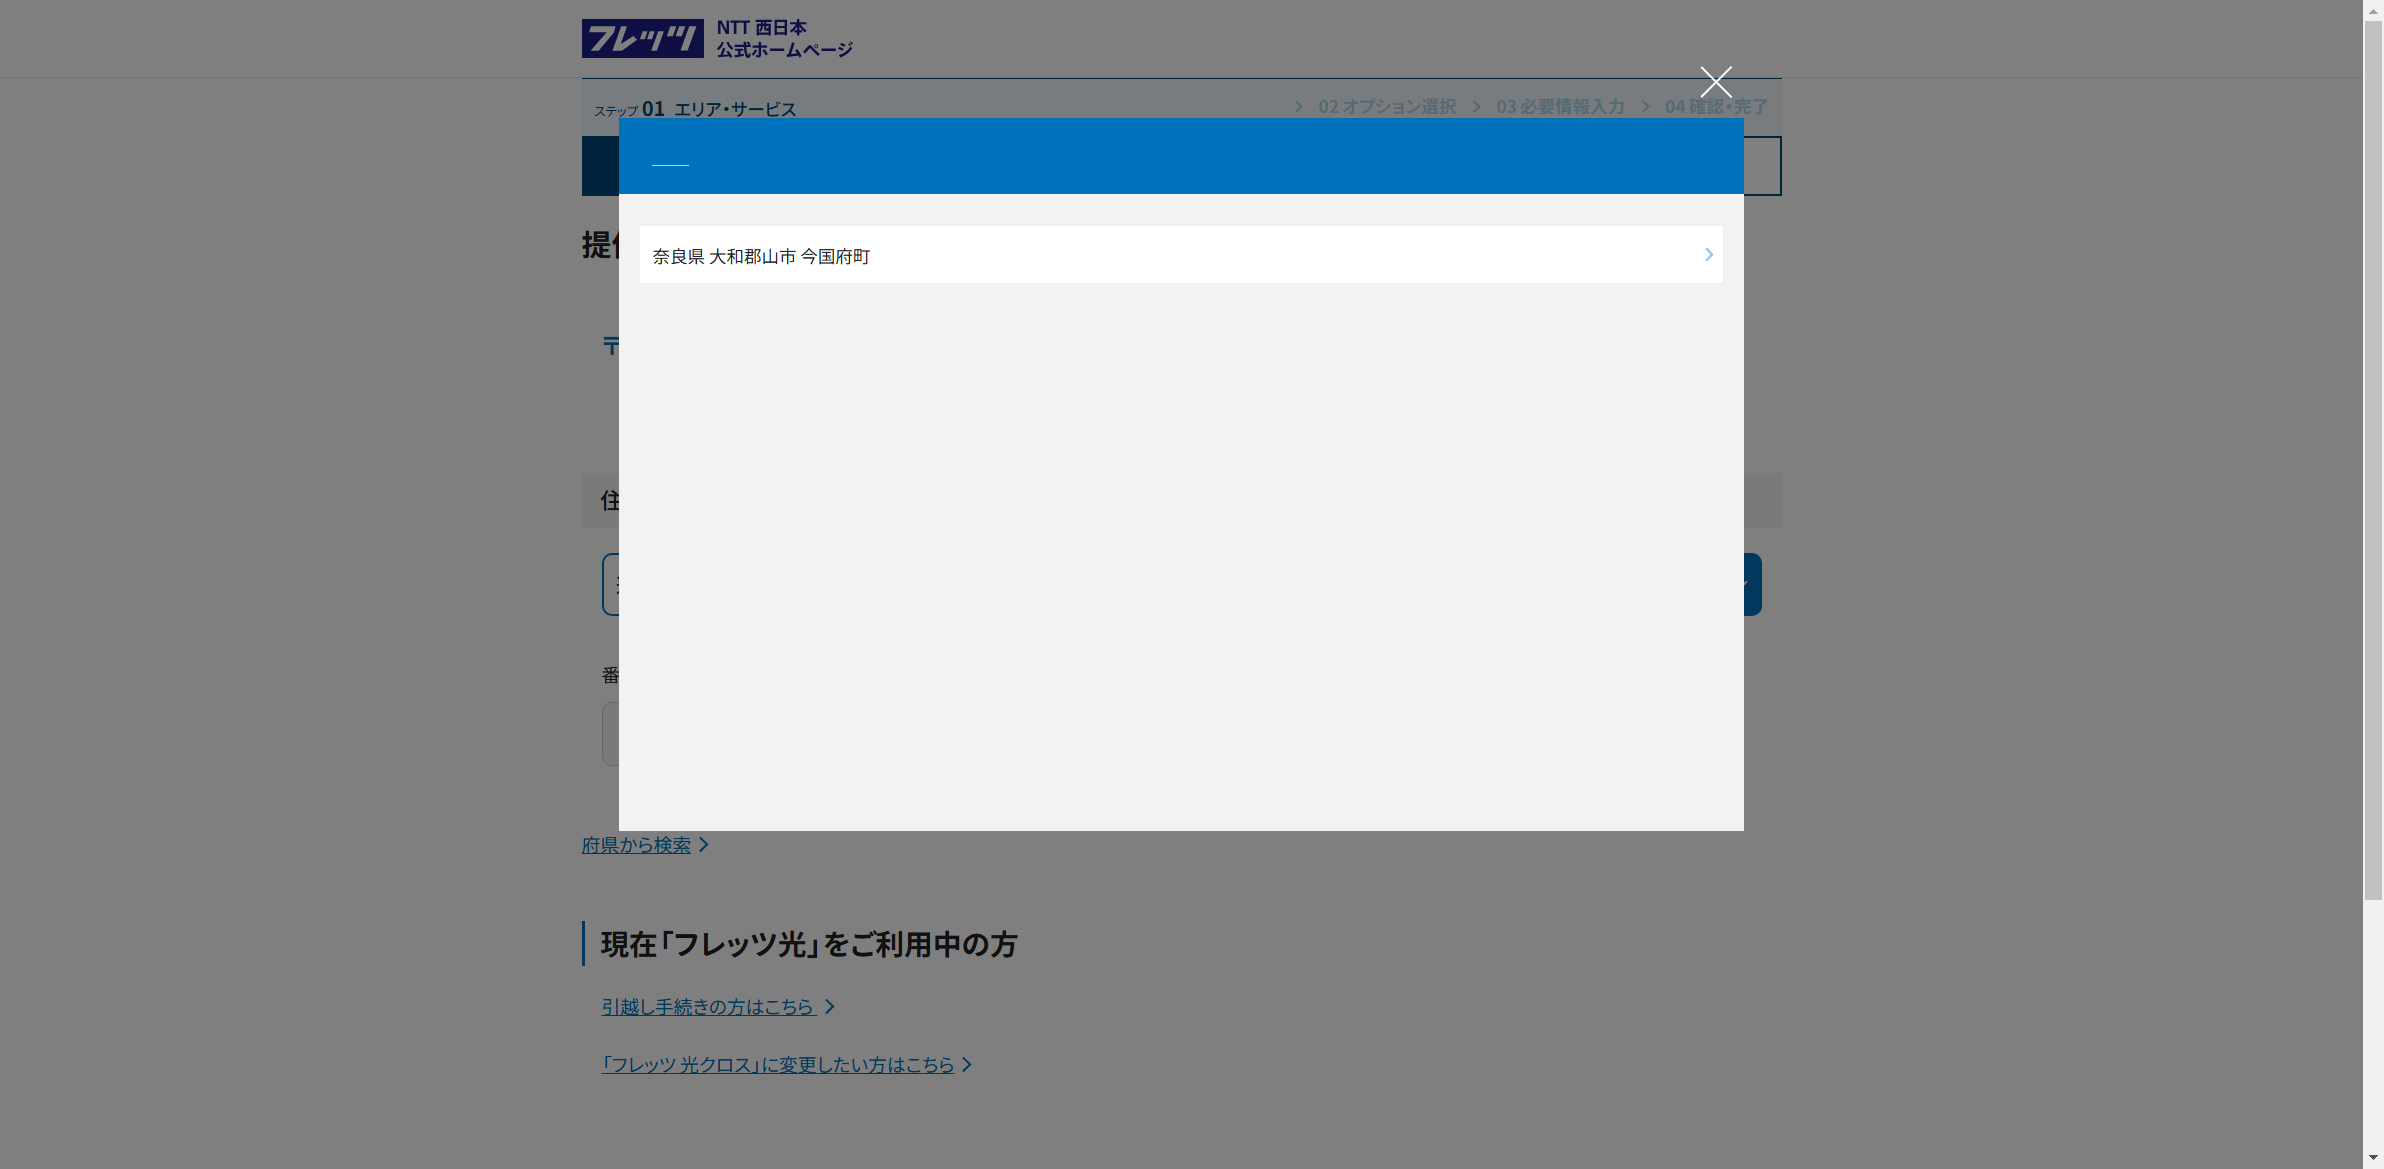 フレッツ
NTT 西日本
公式ホームページ
ステップ 01 エリア・サービス
02 オプション選択
03 必要情報入力
04 確認・完了
奈良県 大和郡山市 今国府町
提
〒
住
番
府県から検索
現在「フレッツ光」をご利用中の方
引越し手続きの方はこちら
「フレッツ 光クロス」に変更したい方はこちら